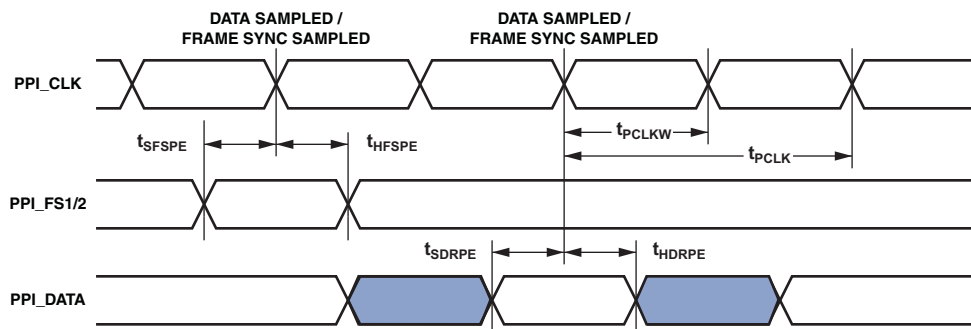 DATA SAMPLED /
FRAME SYNC SAMPLED
DATA SAMPLED /
FRAME SYNC SAMPLED
PPI_CLK
tPCLKW
tSFSPE
tHFSPE
tPCLK
PPI_FS1/2
tSDRPE
tHDRPE
PPI_DATA